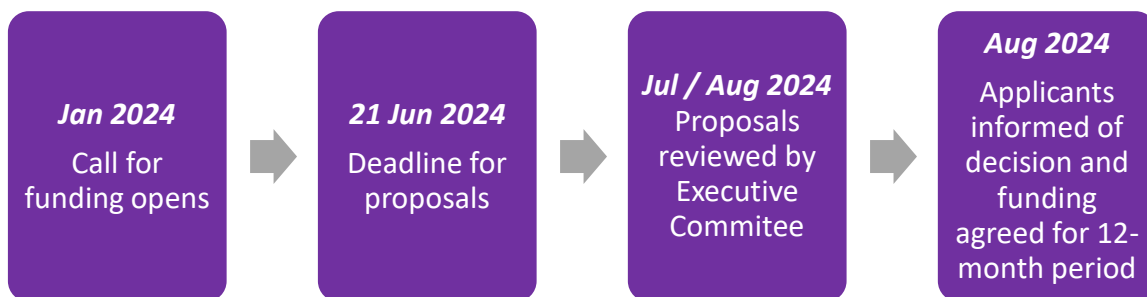 Jan 2024
Call for
funding opens
21 Jun 2024
Deadline for
proposals
Jul / Aug 2024
Proposals
reviewed by
Executive
Commitee
Aug 2024
Applicants
informed of
decision and
funding
agreed for 12-
month period